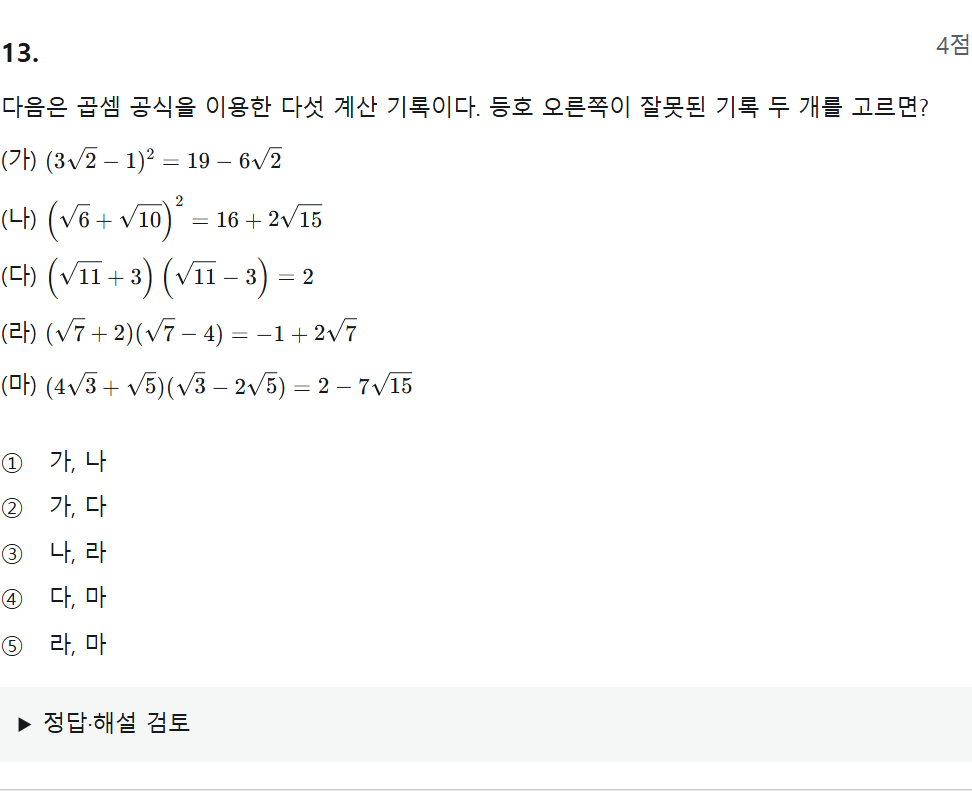 13.
4점
다음은 곱셈 공식을 이용한 다섯 계산 기록이다. 등호 오른쪽이 잘못된 기록 두 개를 고르면?
(가) (3√2 − 1)² = 19 − 6√2
(나) (√6 + √10)² = 16 + 2√15
(다) (√11 + 3)(√11 − 3) = 2
(라) (√7 + 2)(√7 − 4) = −1 + 2√7
(마) (4√3 + √5)(√3 − 2√5) = 2 − 7√15
① 가, 나
② 가, 다
③ 나, 라
④ 다, 마
⑤ 라, 마
▶ 정답·해설 검토